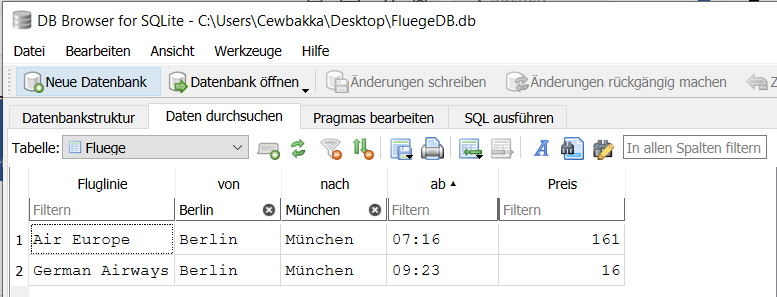 DB Browser for SQLite - C:\Users\Cewbakka\Desktop\FluegeDB.db
Datei Bearbeiten Ansicht Werkzeuge Hilfe
Neue Datenbank Datenbank öffnen Änderungen schreiben Änderungen rückgängig machen
Datenbankstruktur Daten durchsuchen Pragmas bearbeiten SQL ausführen
Tabelle: Fluege In allen Spalten filtern
Fluglinie von nach ab Preis
Filtern Berlin München Filtern Filtern
1 Air Europe Berlin München 07:16 161
2 German Airways Berlin München 09:23 16